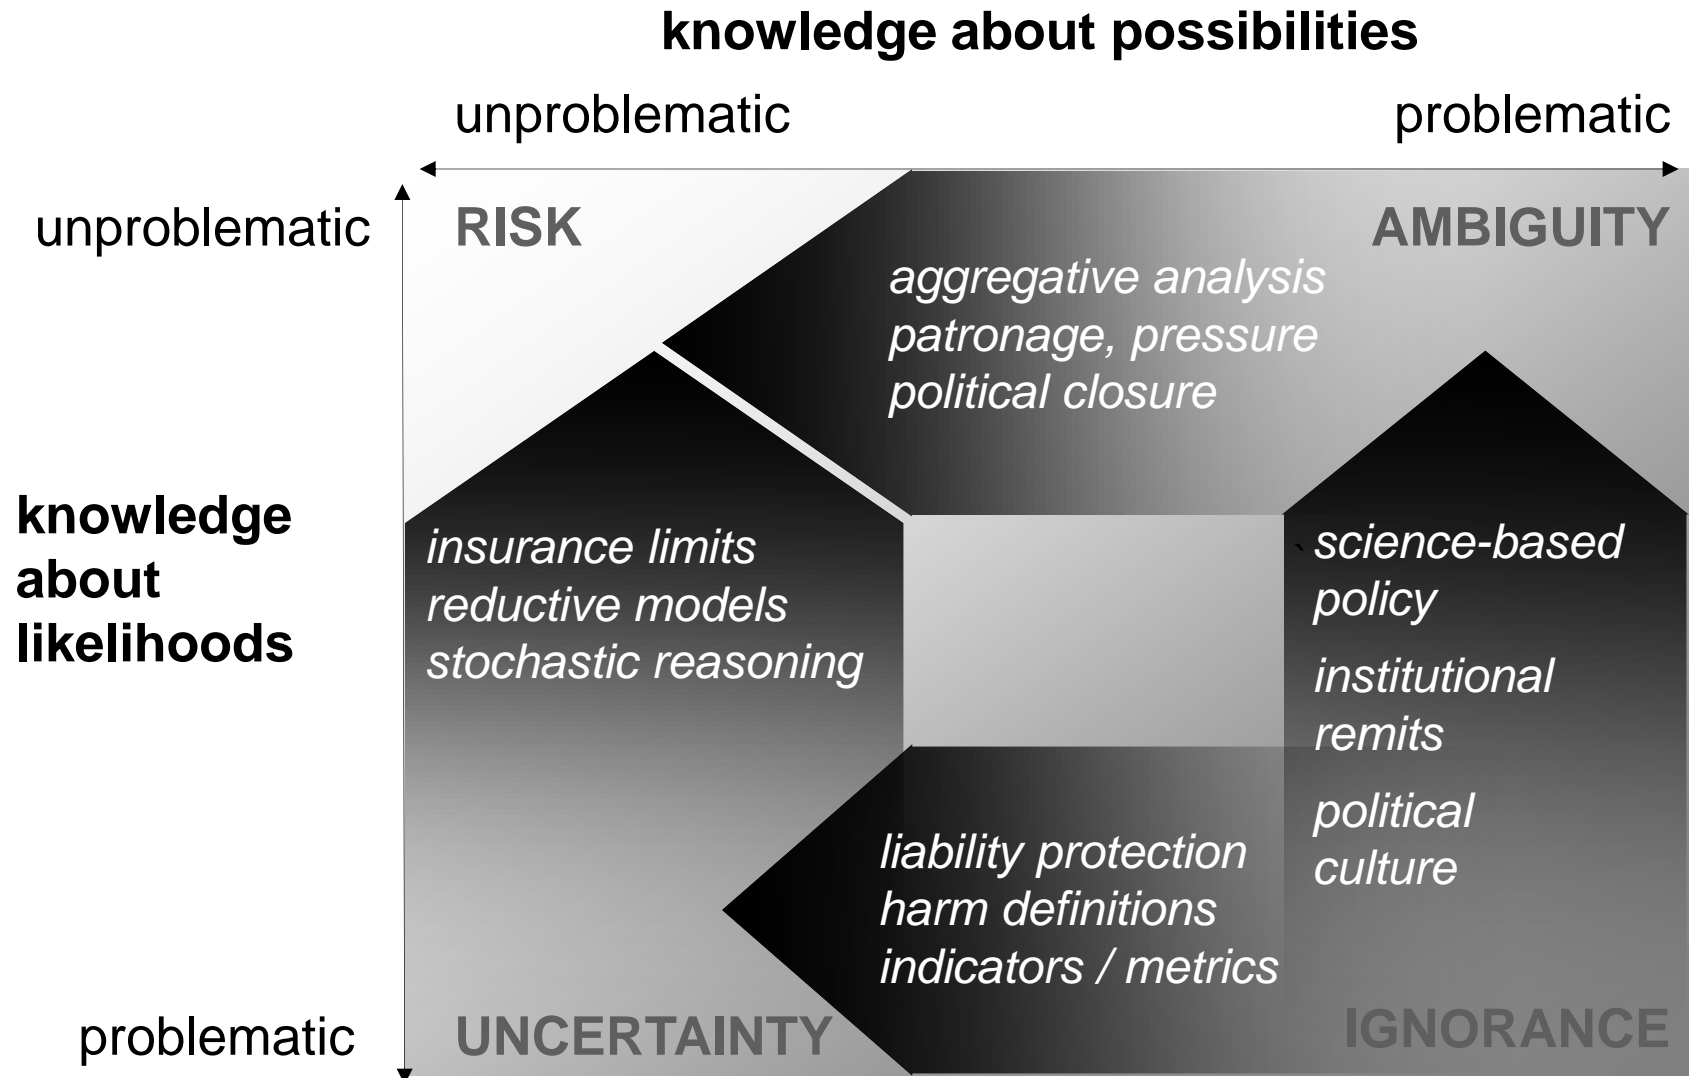 knowledge about possibilities
unproblematic
problematic
unproblematic
RISK
AMBIGUITY
aggregative analysis
patronage, pressure
political closure
knowledge
about
likelihoods
insurance limits
reductive models
stochastic reasoning
` science-based
policy
institutional
remits
political
culture
liability protection
harm definitions
indicators / metrics
problematic
UNCERTAINTY
IGNORANCE